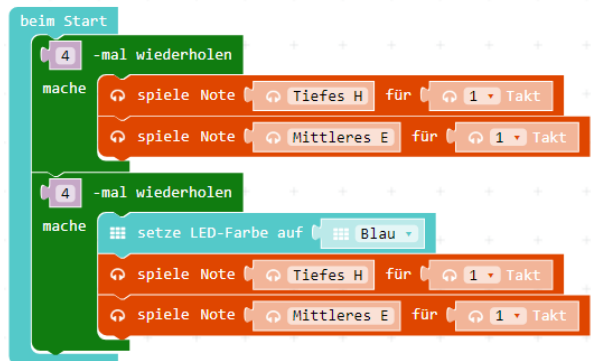 beim Start
4 -mal wiederholen
mache spiele Note Tiefes H für 1 Takt
spiele Note Mittleres E für 1 Takt
4 -mal wiederholen
mache setze LED-Farbe auf Blau
spiele Note Tiefes H für 1 Takt
spiele Note Mittleres E für 1 Takt